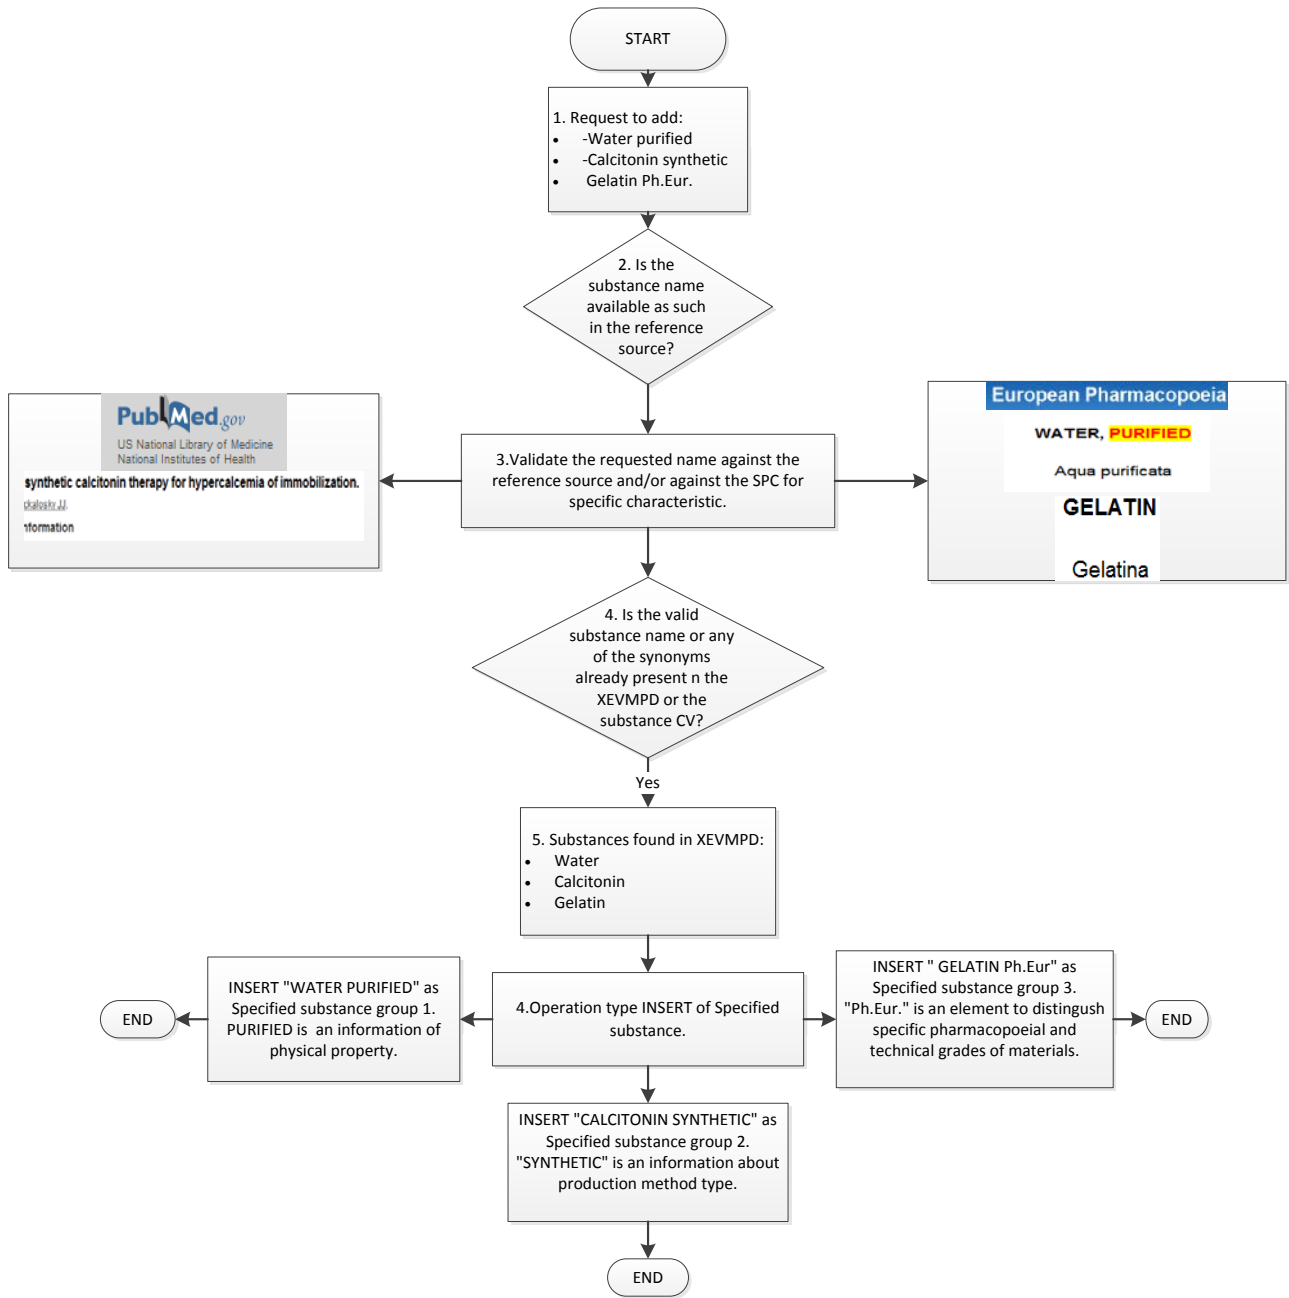 START
1. Request to add:
• -Water purified
• -Calcitonin synthetic
• Gelatin Ph.Eur.
2. Is the
substance name
available as such
in the reference
source?
PubMed.gov
US National Library of Medicine
National Institutes of Health
synthetic calcitonin therapy for hypercalcemia of immobilization.
ckalosky JJ.
nformation
3.Validate the requested name against the
reference source and/or against the SPC for
specific characteristic.
European Pharmacopoeia
WATER, PURIFIED
Aqua purificata
GELATIN
Gelatina
4. Is the valid
substance name or any
of the synonyms
already present n the
XEVMPD or the
substance CV?
Yes
5. Substances found in XEVMPD:
• Water
• Calcitonin
• Gelatin
END
INSERT "WATER PURIFIED" as
Specified substance group 1.
PURIFIED is an information of
physical property.
4.Operation type INSERT of Specified
substance.
INSERT " GELATIN Ph.Eur" as
Specified substance group 3.
"Ph.Eur." is an element to distingush
specific pharmacopoeial and
technical grades of materials.
END
INSERT "CALCITONIN SYNTHETIC" as
Specified substance group 2.
"SYNTHETIC" is an information about
production method type.
END